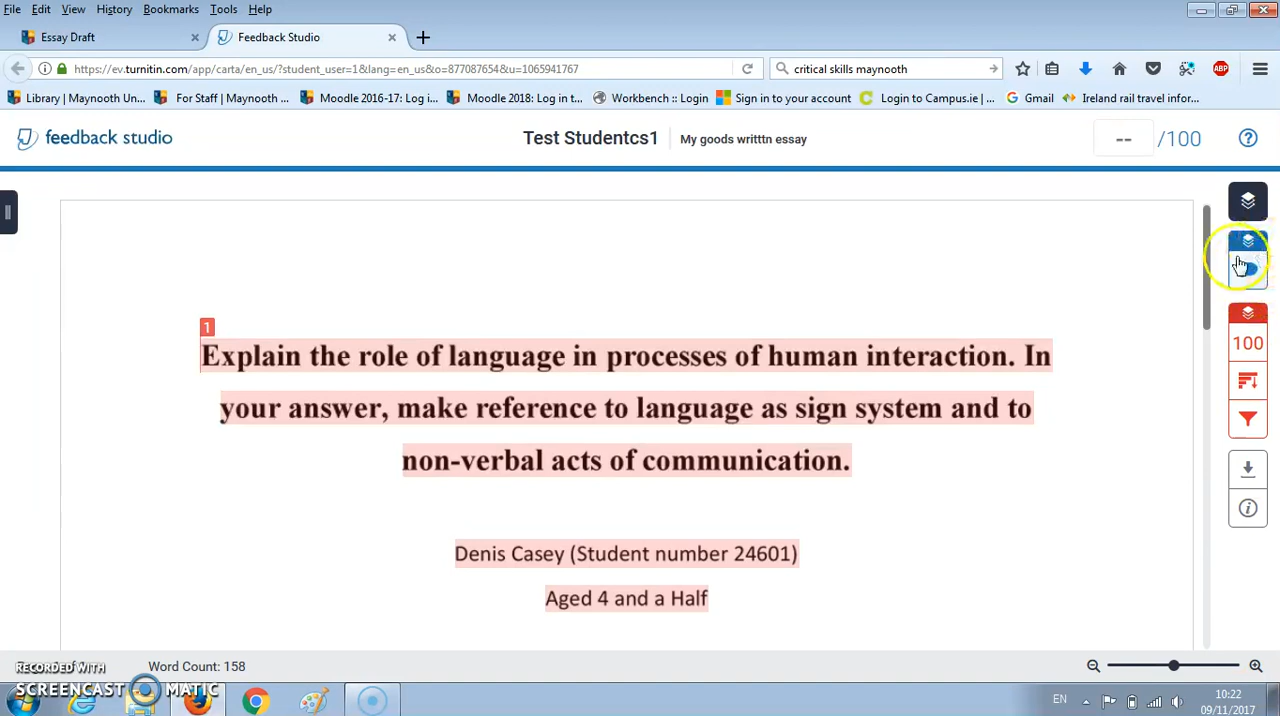 File Edit View History Bookmarks Tools Help
Essay Draft
Feedback Studio
https://ev.turnitin.com/app/carta/en_us/?student_user=1&lang=en_us&o=877087654&u=1065941767
critical skills maynooth
ABP
Library | Maynooth Un...
For Staff | Maynooth ...
Moodle 2016-17: Log i...
Moodle 2018: Log in t...
Workbench :: Login
Sign in to your account
Login to Campus.ie | ...
Gmail
Ireland rail travel infor...
feedback studio
Test Studentcs1
My goods writttn essay
-- /100
?
1
Explain the role of language in processes of human interaction. In
your answer, make reference to language as sign system and to
non-verbal acts of communication.
100
Denis Casey (Student number 24601)
Aged 4 and a Half
Word Count: 158
RECORDED WITH
SCREENCAST MATIC
EN
10:22
09/11/2017